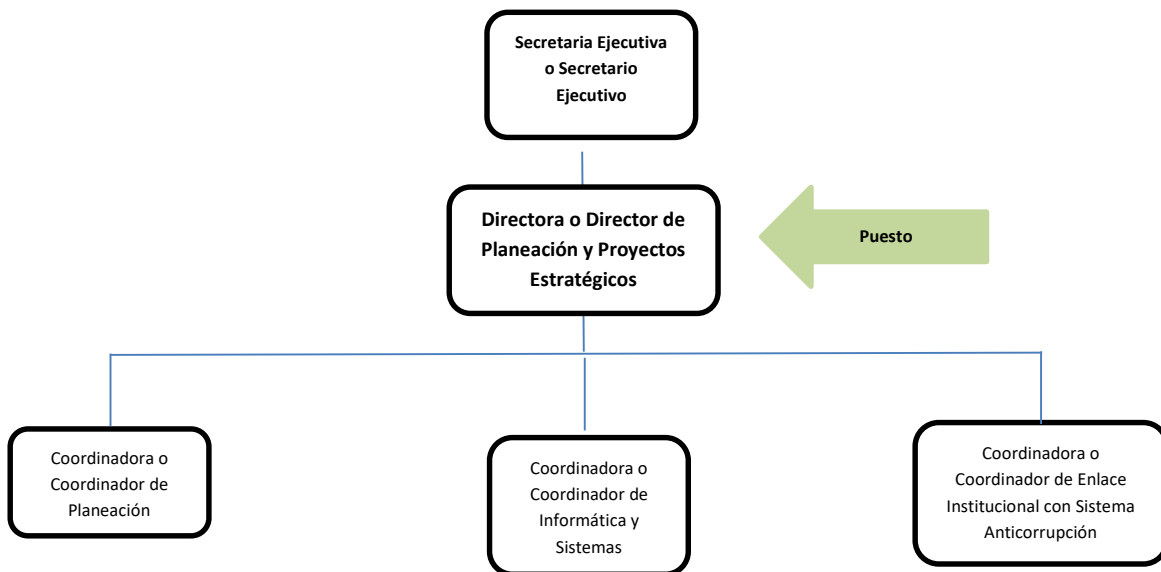 Secretaria Ejecutiva
o Secretario
Ejecutivo
Directora o Director de
Planeación y Proyectos
Estratégicos
Puesto
Coordinadora o
Coordinador de
Planeación
Coordinadora o
Coordinador de
Informática y
Sistemas
Coordinadora o
Coordinador de Enlace
Institucional con Sistema
Anticorrupción